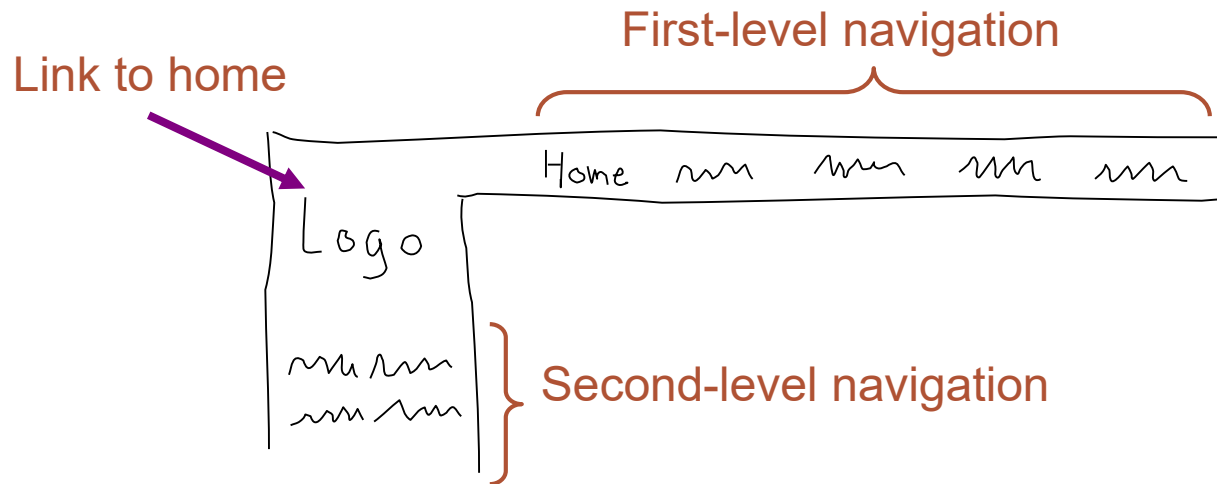 First-level navigation
Link to home
Home
Logo
Second-level navigation